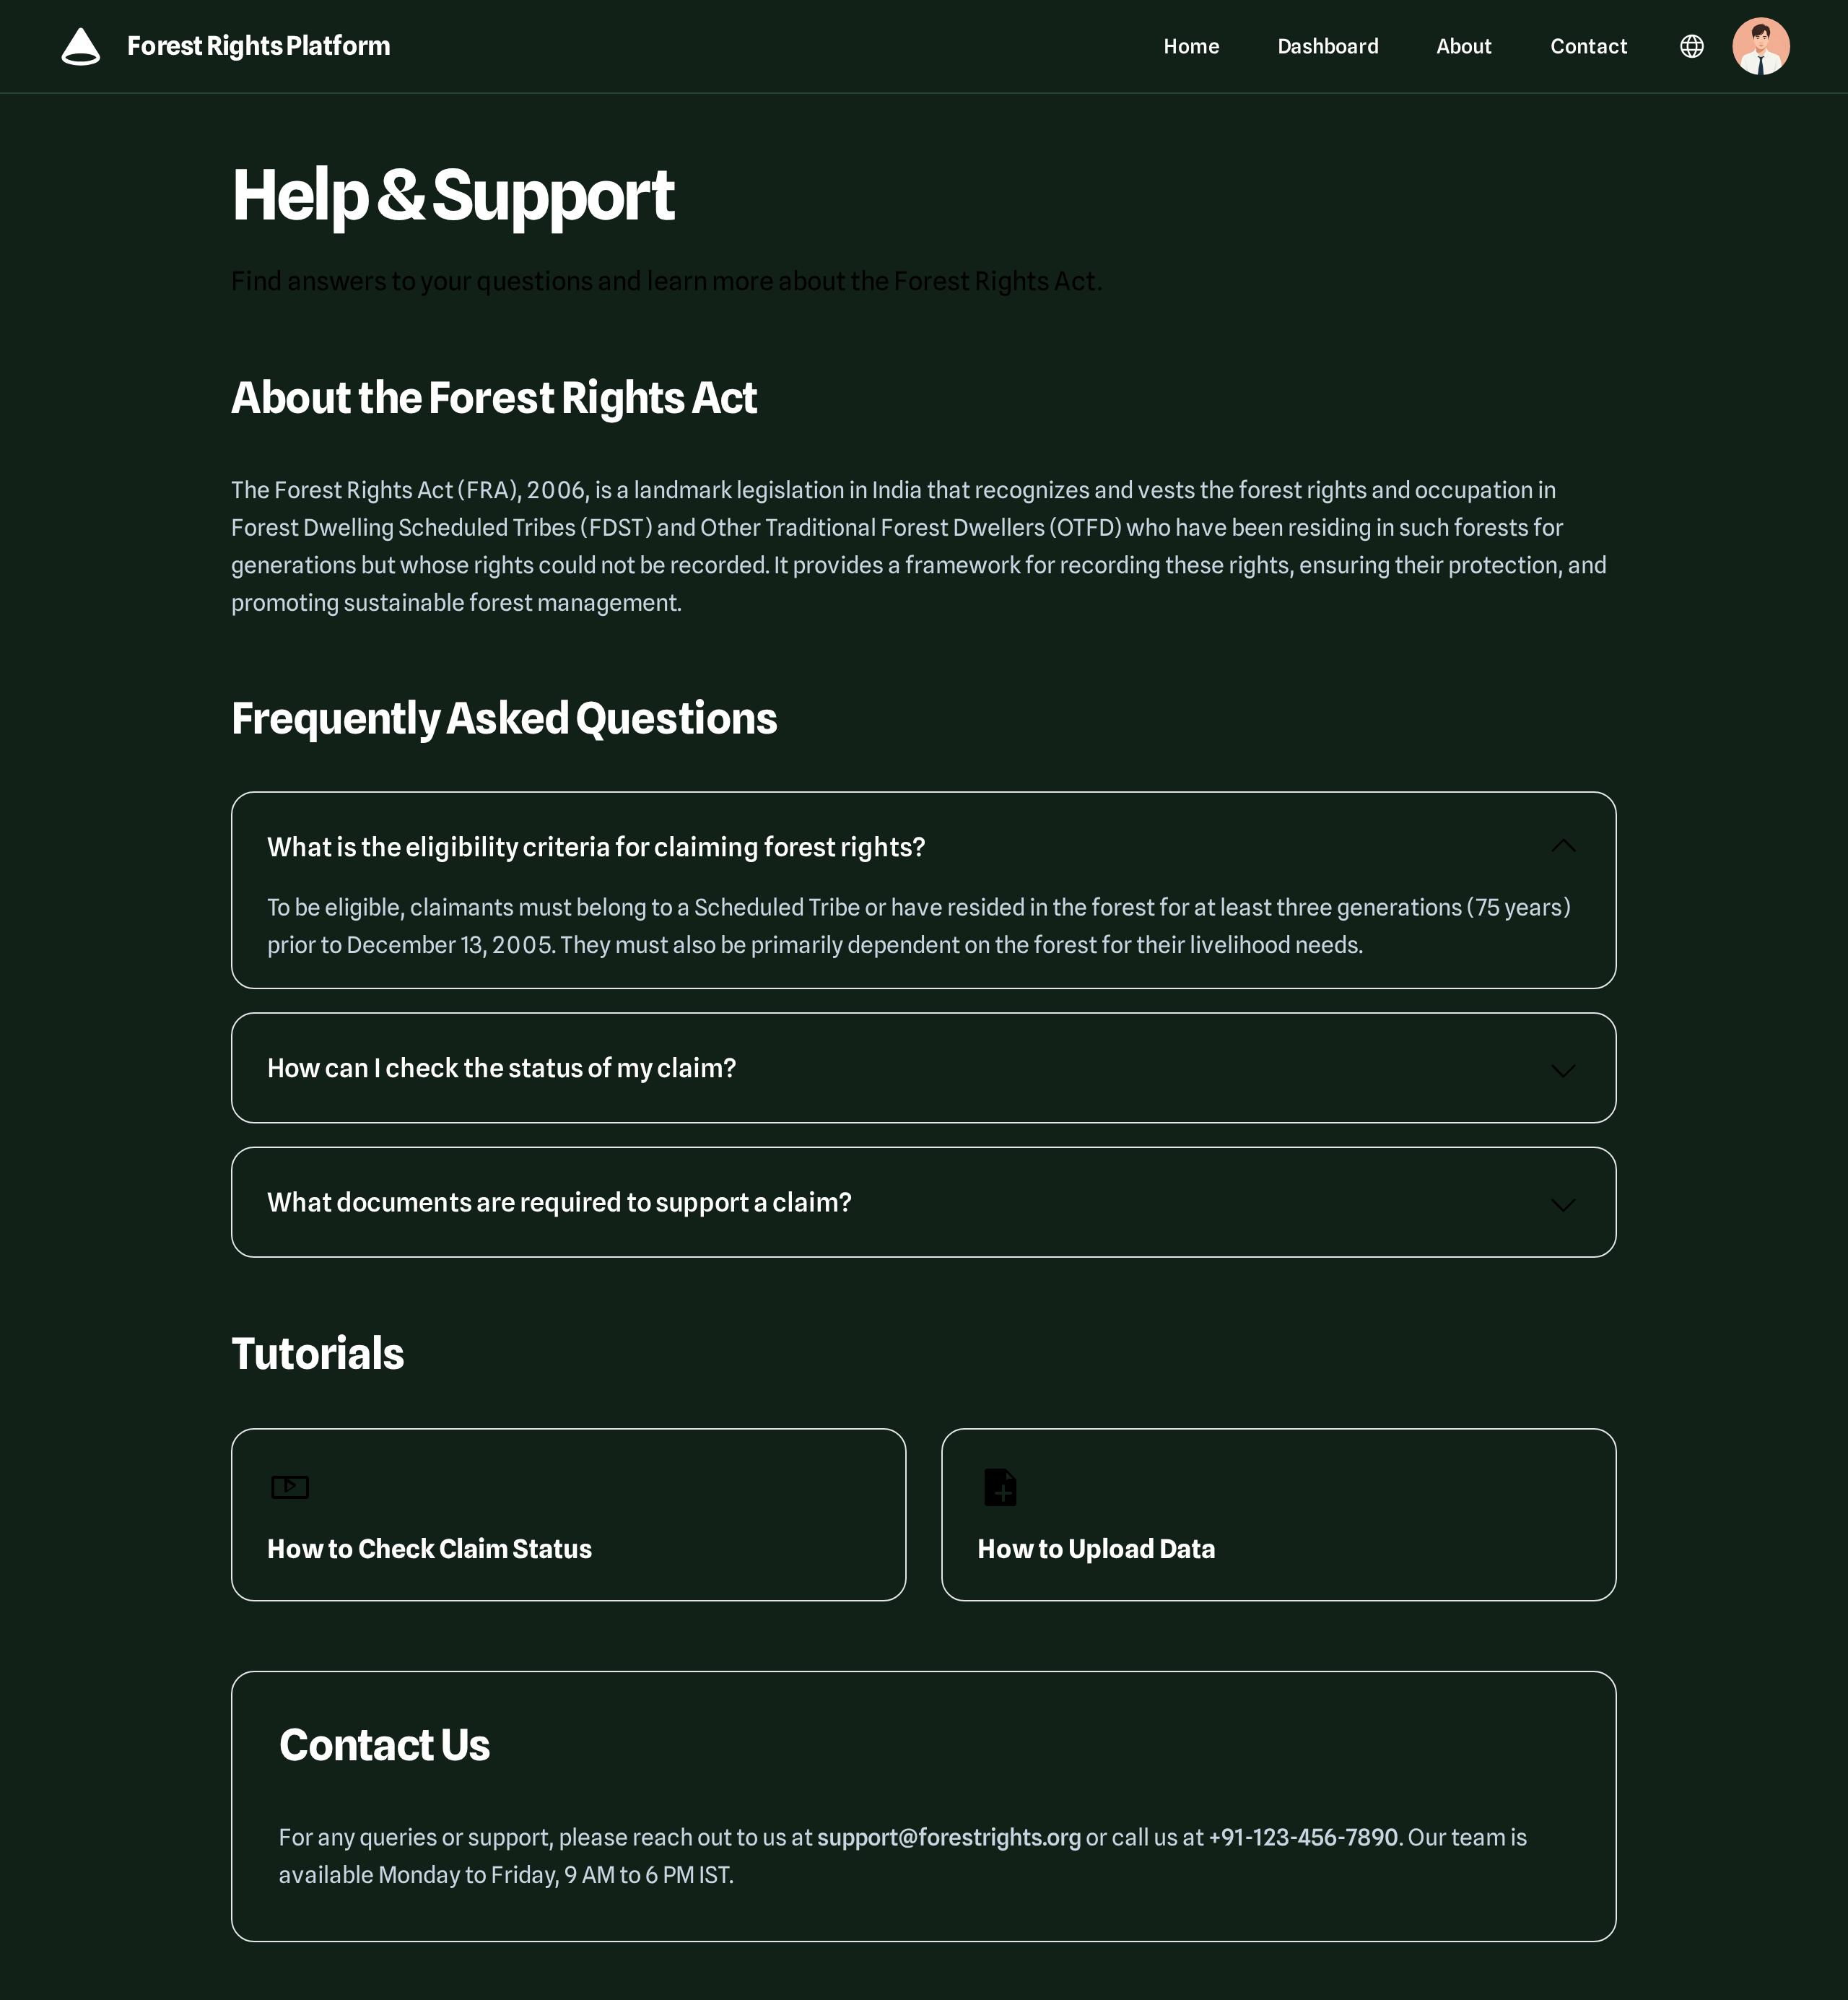 Forest Rights Platform
Home
Dashboard
About
Contact
Help & Support
Find answers to your questions and learn more about the Forest Rights Act.
About the Forest Rights Act
The Forest Rights Act (FRA), 2006, is a landmark legislation in India that recognizes and vests the forest rights and occupation in
Forest Dwelling Scheduled Tribes (FDST) and Other Traditional Forest Dwellers (OTFD) who have been residing in such forests for
generations but whose rights could not be recorded. It provides a framework for recording these rights, ensuring their protection, and
promoting sustainable forest management.
Frequently Asked Questions
What is the eligibility criteria for claiming forest rights?
To be eligible, claimants must belong to a Scheduled Tribe or have resided in the forest for at least three generations (75 years)
prior to December 13, 2005. They must also be primarily dependent on the forest for their livelihood needs.
How can I check the status of my claim?
What documents are required to support a claim?
Tutorials
How to Check Claim Status
How to Upload Data
Contact Us
For any queries or support, please reach out to us at support@forestrights.org or call us at +91-123-456-7890. Our team is
available Monday to Friday, 9 AM to 6 PM IST.